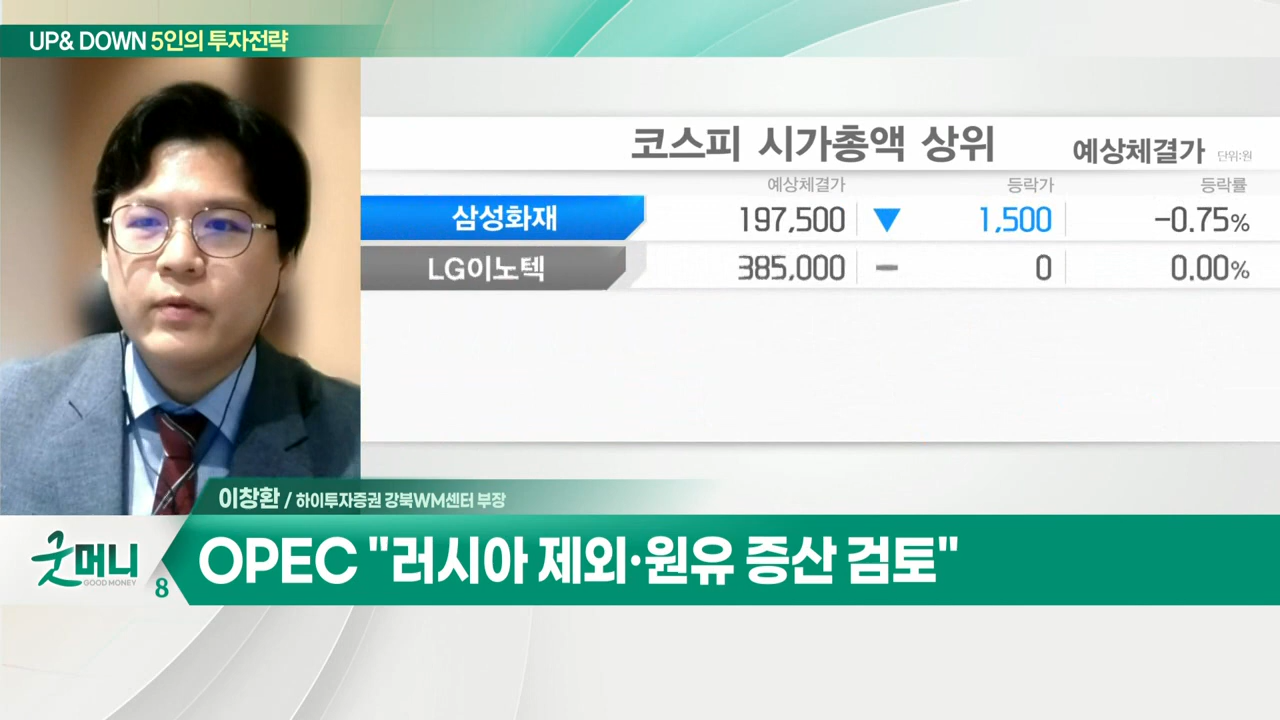 UP& DOWN 5인의 투자전략
코스피 시가총액 상위 예상체결가 단위:원
예상체결가 등락가 등락률
삼성화재 197,500 ▼ 1,500 -0.75%
LG이노텍 385,000 0 0.00%
이창환 / 하이투자증권 강북WM센터 부장
굿머니
GOOD MONEY
8
OPEC "러시아 제외·원유 증산 검토"